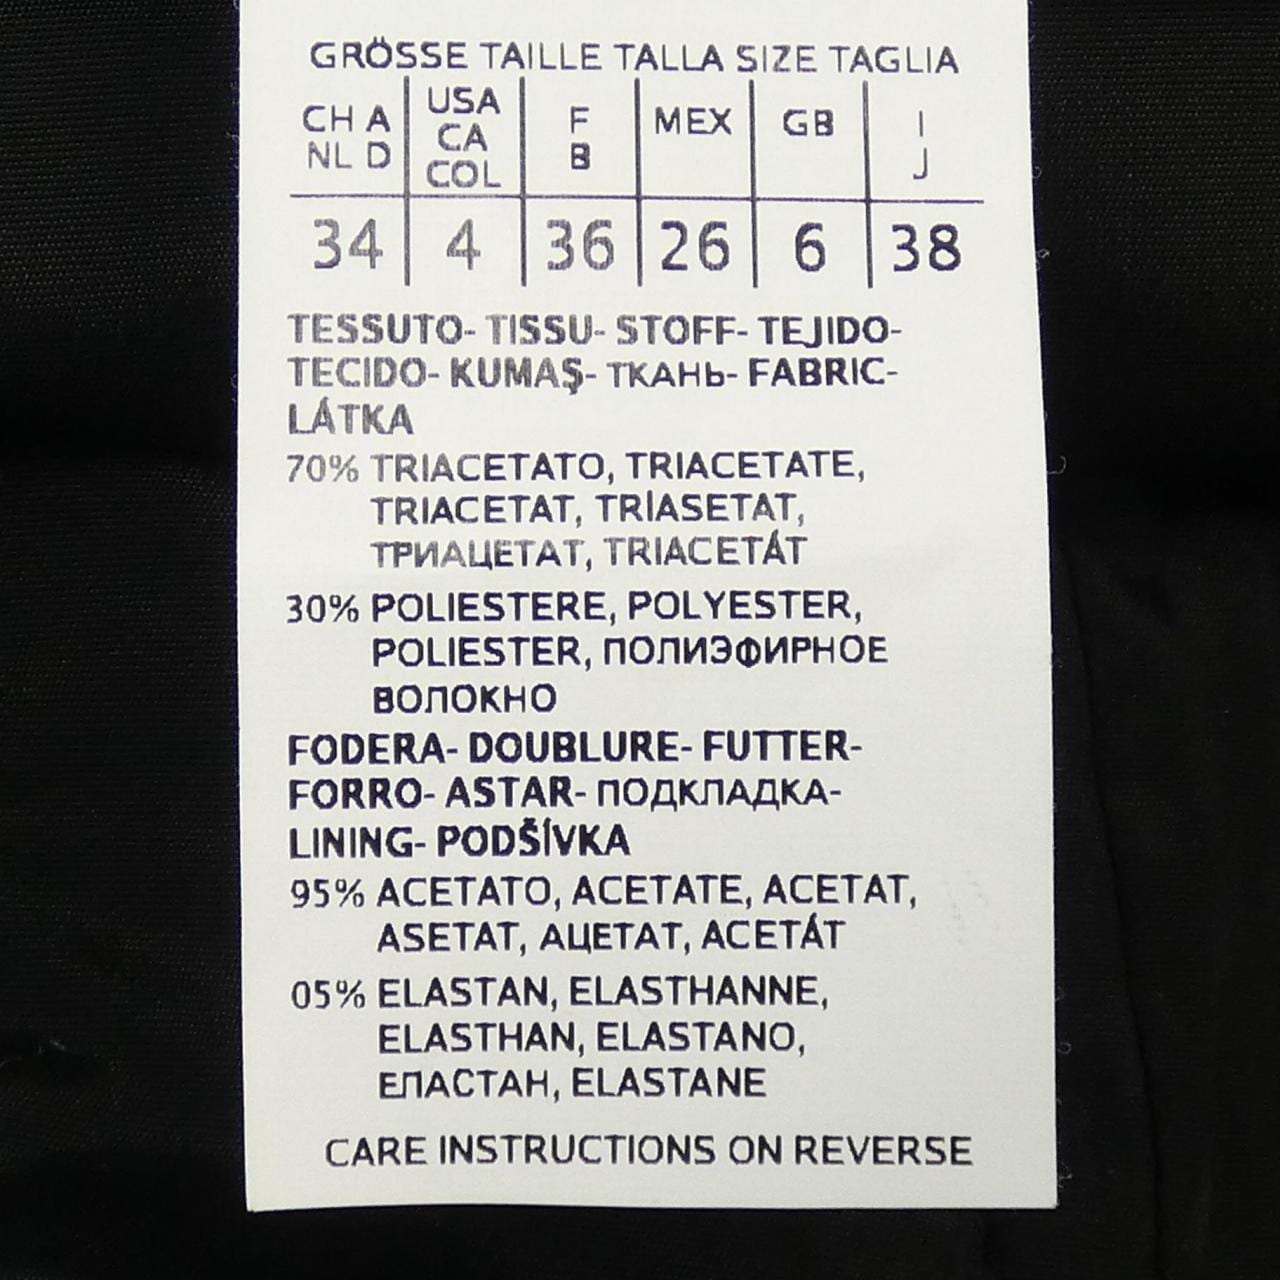 GRÖSSE TAILLE TALLA SIZE TAGLIA
CH A USA F MEX GB I
NL D CA B J
COL
34 4 36 26 6 38
TESSUTO- TISSU- STOFF- TEJIDO-
TECIDO- KUMAŞ- ТКАНЬ- FABRIC-
LÁTKA
70% TRIACETATO, TRIACETATE,
TRIACETAT, TRİASETAT,
ТРИАЦЕТАТ, TRIACETÁT
30% POLIESTERE, POLYESTER,
POLIESTER, ПОЛИЭФИРНОЕ
ВОЛОКНО
FODERA- DOUBLURE- FUTTER-
FORRO- ASTAR- ПОДКЛАДКА-
LINING- PODŠÍVKA
95% ACETATO, ACETATE, ACETAT,
ASETAT, АЦЕТАТ, ACETÁT
05% ELASTAN, ELASTHANNE,
ELASTHAN, ELASTANO,
ЕЛАСТАН, ELASTANE
CARE INSTRUCTIONS ON REVERSE